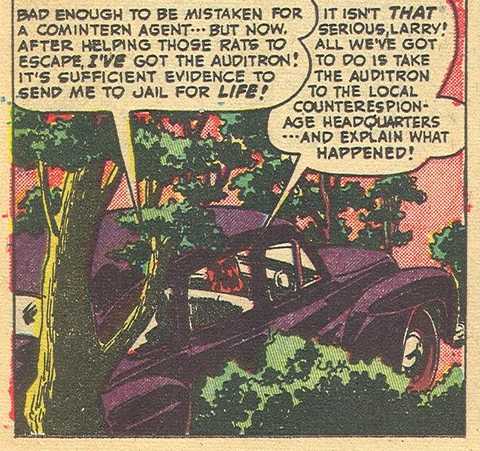 BAD ENOUGH TO BE MISTAKEN FOR
A COMINTERN AGENT...BUT NOW,
AFTER HELPING THOSE RATS TO
ESCAPE, I'VE GOT THE AUDITRON!
IT'S SUFFICIENT EVIDENCE TO
SEND ME TO JAIL FOR LIFE!
IT ISN'T THAT
SERIOUS, LARRY!
ALL WE'VE GOT
TO DO IS TAKE
THE AUDITRON
TO THE LOCAL
COUNTERESPION-
AGE HEADQUARTERS
...AND EXPLAIN WHAT
HAPPENED!